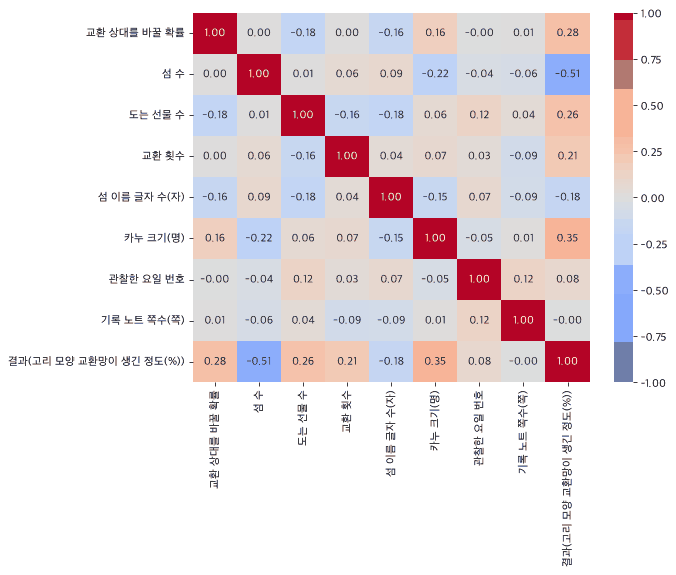 교환 상대를 바꿀 확률 1.00 0.00 -0.18 0.00 -0.16 0.16 -0.00 0.01 0.28
섬 수 0.00 1.00 0.01 0.06 0.09 -0.22 -0.04 -0.06 -0.51
도는 선물 수 -0.18 0.01 1.00 -0.16 -0.18 0.06 0.12 0.04 0.26
교환 횟수 0.00 0.06 -0.16 1.00 0.04 0.07 0.03 -0.09 0.21
섬 이름 글자 수(자) -0.16 0.09 -0.18 0.04 1.00 -0.15 0.07 -0.09 -0.18
카누 크기(명) 0.16 -0.22 0.06 0.07 -0.15 1.00 -0.05 0.01 0.35
관찰한 요일 번호 -0.00 -0.04 0.12 0.03 0.07 -0.05 1.00 0.12 0.08
기록 노트 쪽수(쪽) 0.01 -0.06 0.04 -0.09 -0.09 0.01 0.12 1.00 -0.00
결과(고리 모양 교환망이 생긴 정도(%)) 0.28 -0.51 0.26 0.21 -0.18 0.35 0.08 -0.00 1.00
교환 상대를 바꿀 확률
섬 수
도는 선물 수
교환 횟수
섬 이름 글자 수(자)
카누 크기(명)
관찰한 요일 번호
기록 노트 쪽수(쪽)
결과(고리 모양 교환망이 생긴 정도(%))
1.00
0.75
0.50
0.25
0.00
-0.25
-0.50
-0.75
-1.00